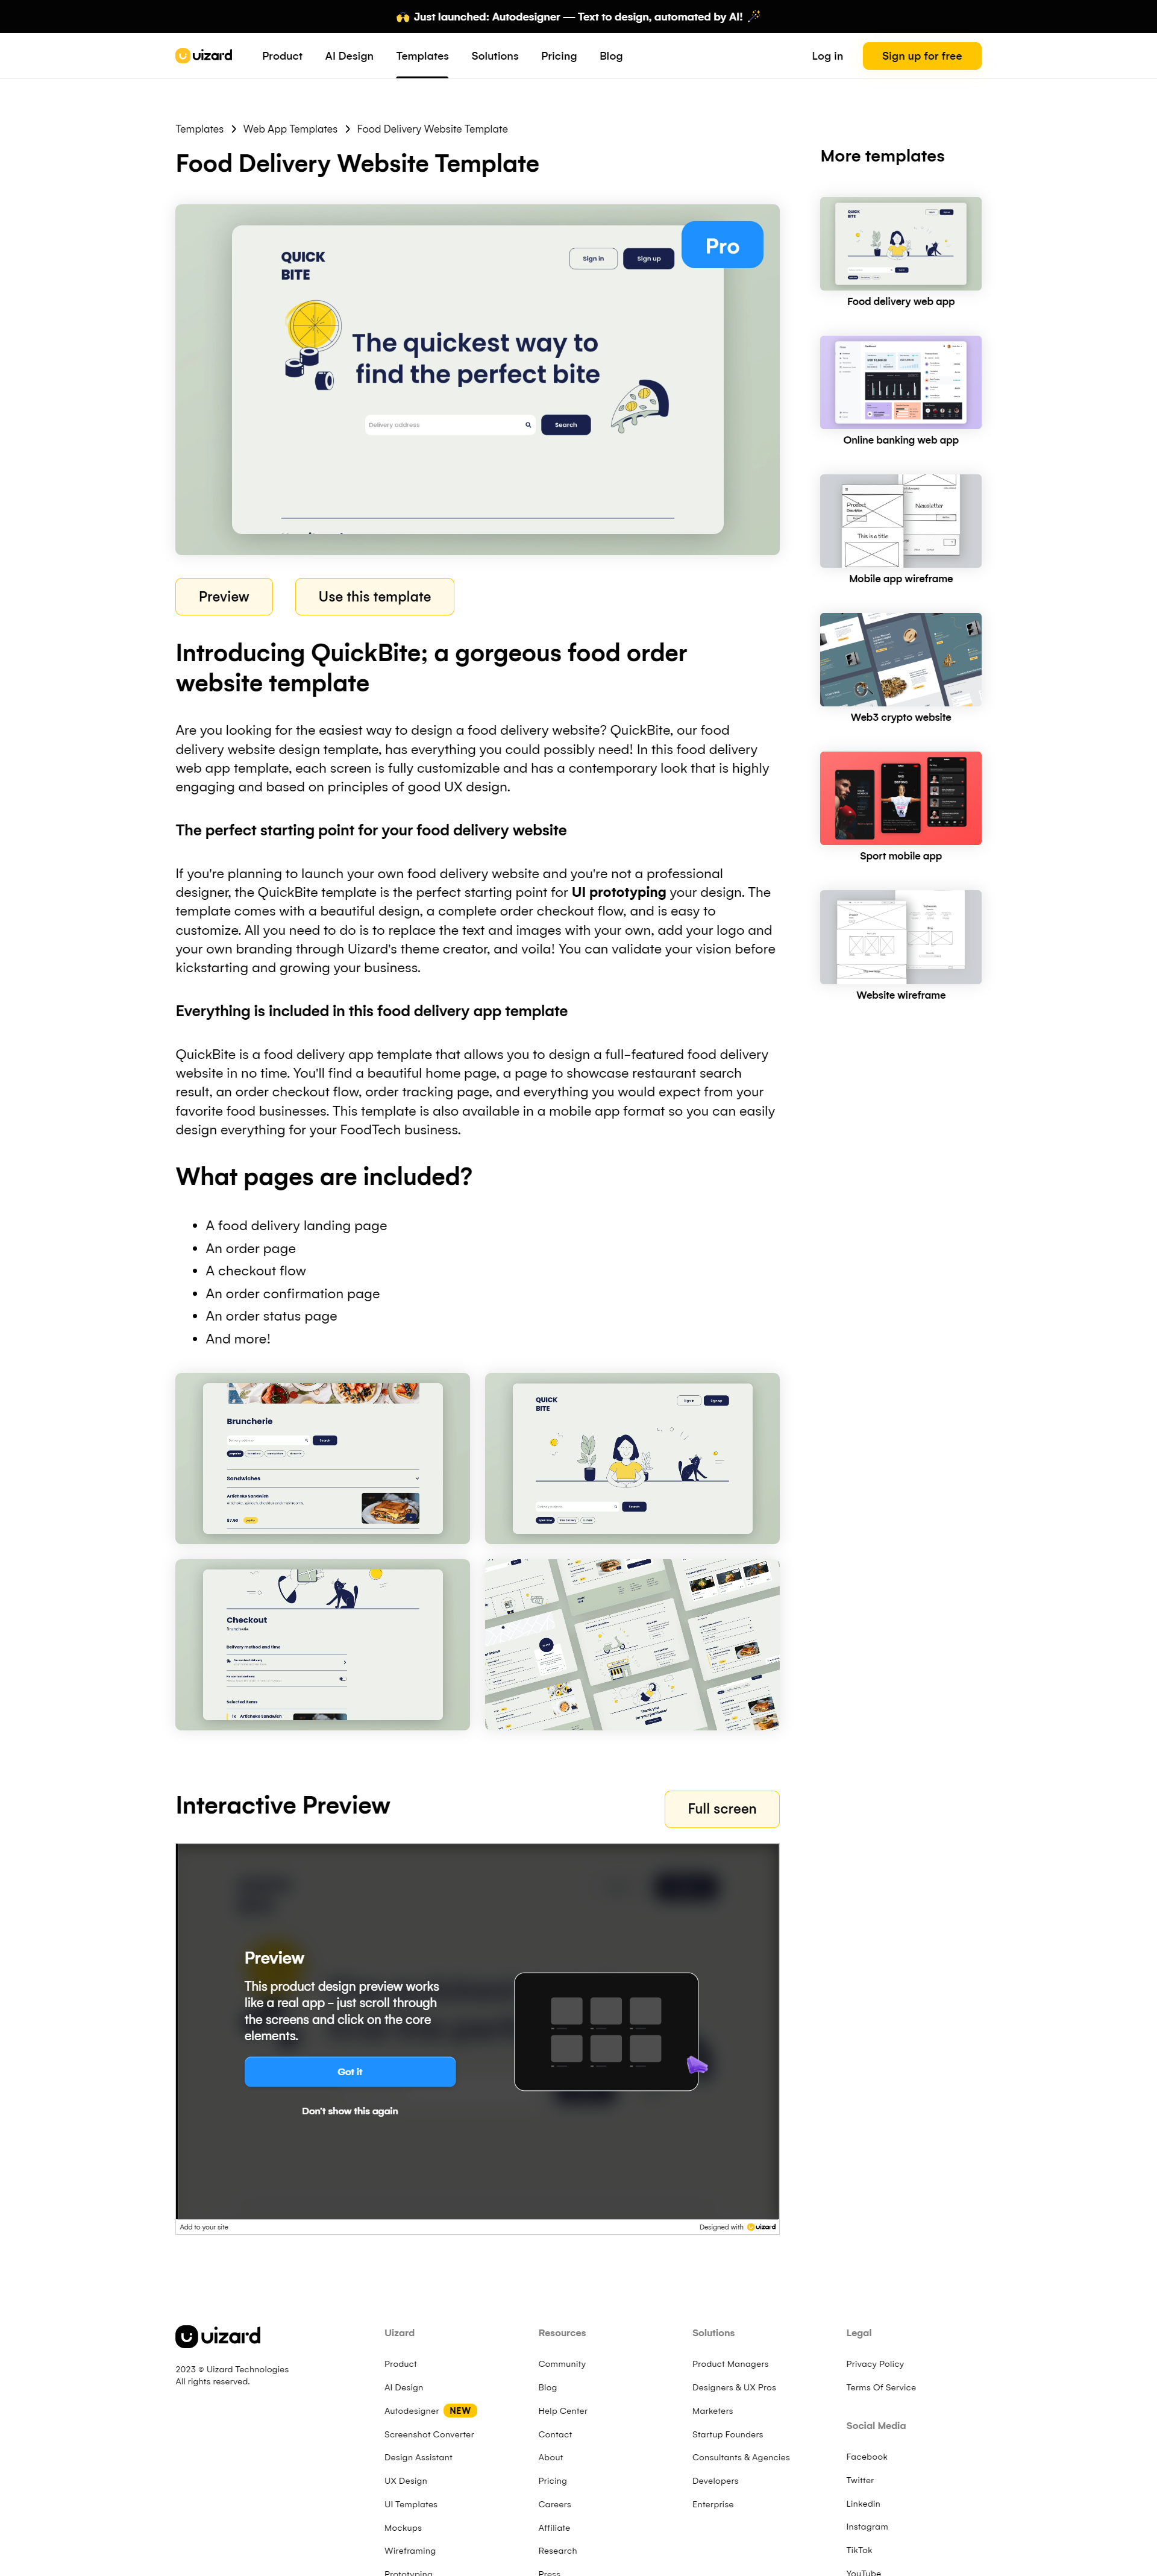 🙌 Just launched: Autodesigner — Text to design, automated by AI! 🪄
uizard
Product
AI Design
Templates
Solutions
Pricing
Blog
Log in
Sign up for free
Templates > Web App Templates > Food Delivery Website Template
Food Delivery Website Template
QUICK
BITE
Sign in
Sign up
Pro
The quickest way to
find the perfect bite
Delivery address
Search
Preview
Use this template
Introducing QuickBite; a gorgeous food order
website template
Are you looking for the easiest way to design a food delivery website? QuickBite, our food
delivery website design template, has everything you could possibly need! In this food delivery
web app template, each screen is fully customizable and has a contemporary look that is highly
engaging and based on principles of good UX design.
The perfect starting point for your food delivery website
If you're planning to launch your own food delivery website and you're not a professional
designer, the QuickBite template is the perfect starting point for UI prototyping your design. The
template comes with a beautiful design, a complete order checkout flow, and is easy to
customize. All you need to do is to replace the text and images with your own, add your logo and
your own branding through Uizard's theme creator, and voila! You can validate your vision before
kickstarting and growing your business.
Everything is included in this food delivery app template
QuickBite is a food delivery app template that allows you to design a full-featured food delivery
website in no time. You'll find a beautiful home page, a page to showcase restaurant search
result, an order checkout flow, order tracking page, and everything you would expect from your
favorite food businesses. This template is also available in a mobile app format so you can easily
design everything for your FoodTech business.
What pages are included?
• A food delivery landing page
• An order page
• A checkout flow
• An order confirmation page
• An order status page
• And more!
Bruncherie
Search
Sandwiches
Artichoke Sandwich
$7.50
QUICK
BITE
Sign in
Sign up
Search
Checkout
Delivery method and time
Selected items
1x Artichoke Sandwich
Thank you
for your purchase!
More templates
QUICK
BITE
Food delivery web app
Online banking web app
Product
Newsletter
This is a title
Mobile app wireframe
Web3 crypto website
Sport mobile app
Website wireframe
Interactive Preview
Full screen
Preview
This product design preview works
like a real app - just scroll through
the screens and click on the core
elements.
Got it
Don't show this again
Add to your site
Designed with uizard
uizard
2023 © Uizard Technologies
All rights reserved.
Uizard
Product
AI Design
Autodesigner NEW
Screenshot Converter
Design Assistant
UX Design
UI Templates
Mockups
Wireframing
Prototyping
Resources
Community
Blog
Help Center
Contact
About
Pricing
Careers
Affiliate
Research
Press
Solutions
Product Managers
Designers & UX Pros
Marketers
Startup Founders
Consultants & Agencies
Developers
Enterprise
Legal
Privacy Policy
Terms Of Service
Social Media
Facebook
Twitter
Linkedin
Instagram
TikTok
YouTube